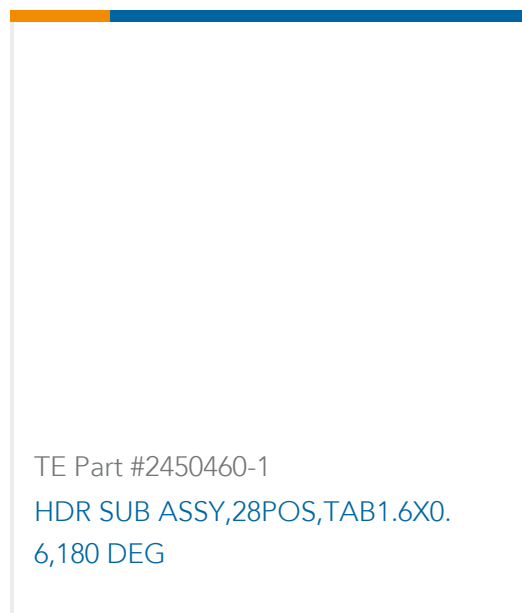 TE Part #2450460-1
HDR SUB ASSY,28POS,TAB1.6X0.
6,180 DEG